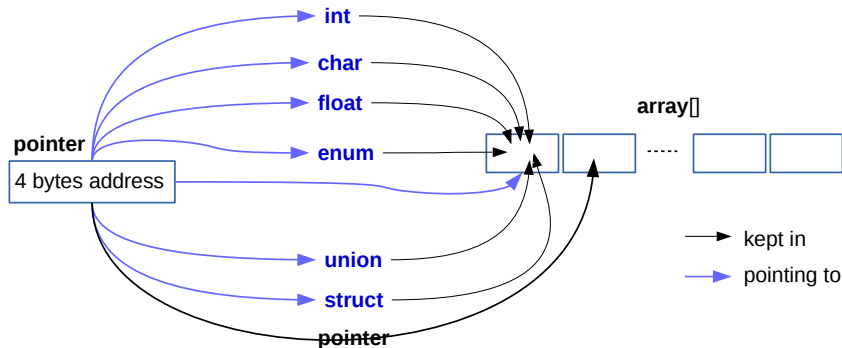 int
char
float
array[]
pointer
enum
4 bytes address
kept in
union
pointing to
struct
pointer